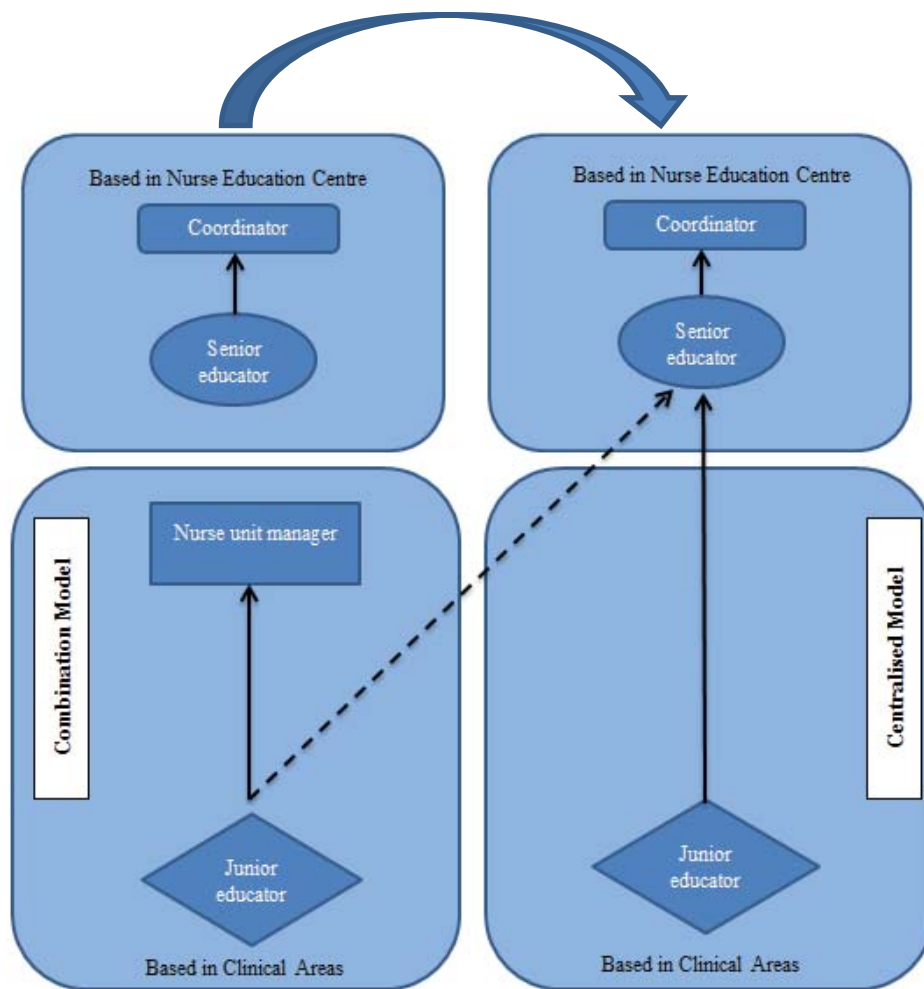 Based in Nurse Education Centre
Coordinator
Senior
educator
Based in Nurse Education Centre
Coordinator
Senior
educator
Combination Model
Nurse unit manager
Junior
educator
Based in Clinical Areas
Centralised Model
Junior
educator
Based in Clinical Areas